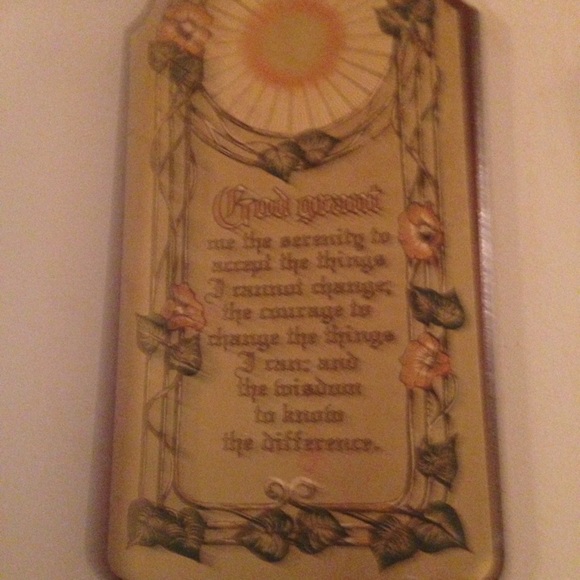 God grant
me the serenity to
accept the things
I cannot change;
the courage to
change the things
I can; and
the wisdom
to know
the difference.